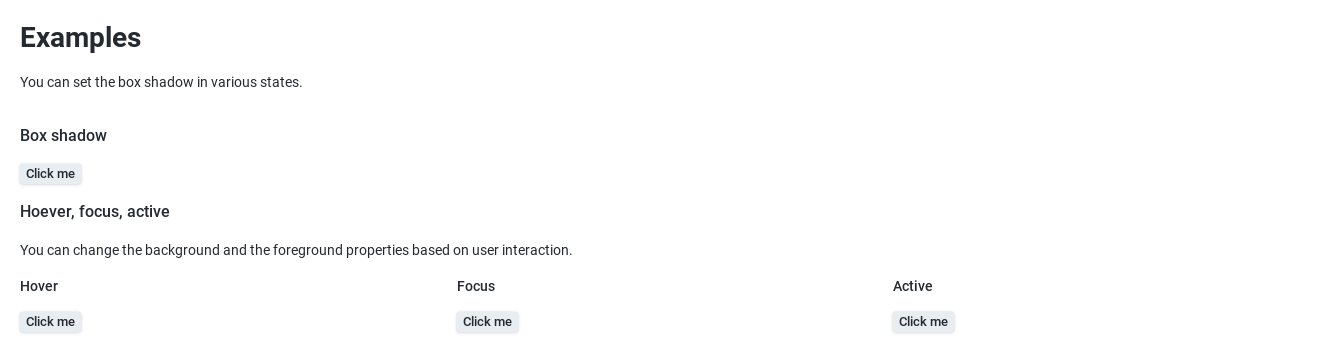 Examples
You can set the box shadow in various states.
Box shadow
Click me
Hoever, focus, active
You can change the background and the foreground properties based on user interaction.
Hover Focus Active
Click me Click me Click me